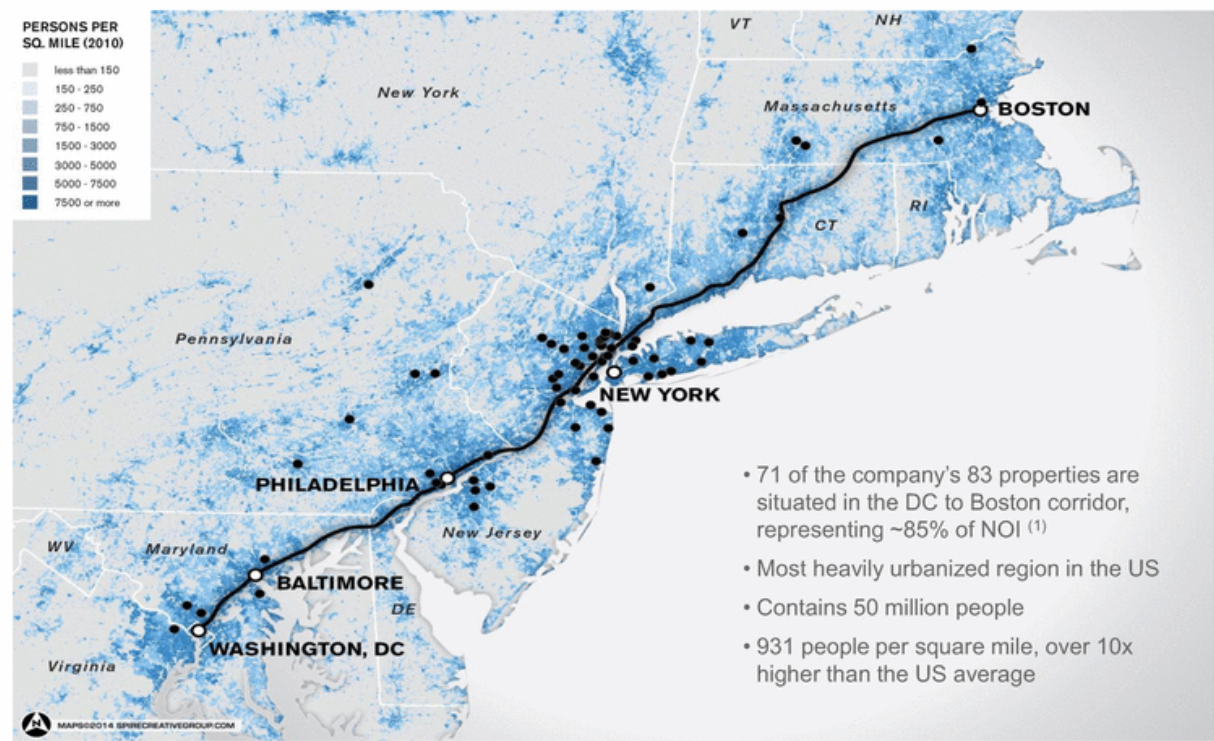 PERSONS PER
SQ. MILE (2010)
less than 150
150 - 250
250 - 750
750 - 1500
1500 - 3000
3000 - 5000
5000 - 7500
7500 or more
VT
NH
New York
Massachusetts
BOSTON
CT
RI
Pennsylvania
NEW YORK
PHILADELPHIA
New Jersey
WV
Maryland
BALTIMORE
DE
WASHINGTON, DC
Virginia
• 71 of the company's 83 properties are
situated in the DC to Boston corridor,
representing ~85% of NOI (1)
• Most heavily urbanized region in the US
• Contains 50 million people
• 931 people per square mile, over 10x
higher than the US average
N
MAPS©2014 SPIRECREATIVEGROUP.COM